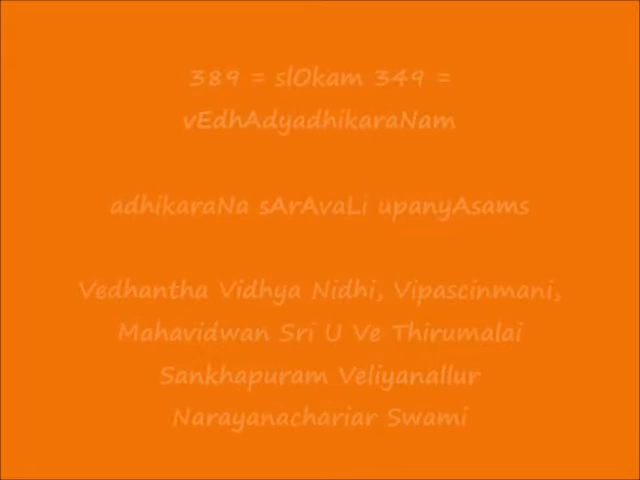 389 = slOkam 349 =
vEdhAdyadhikaraNam
adhikaraNa sArAvaLi upanyAsams
Vedhantha Vidhya Nidhi, Vipascinmani,
Mahavidwan Sri U Ve Thirumalai
Sankhapuram Veliyanallur
Narayanachariar Swami